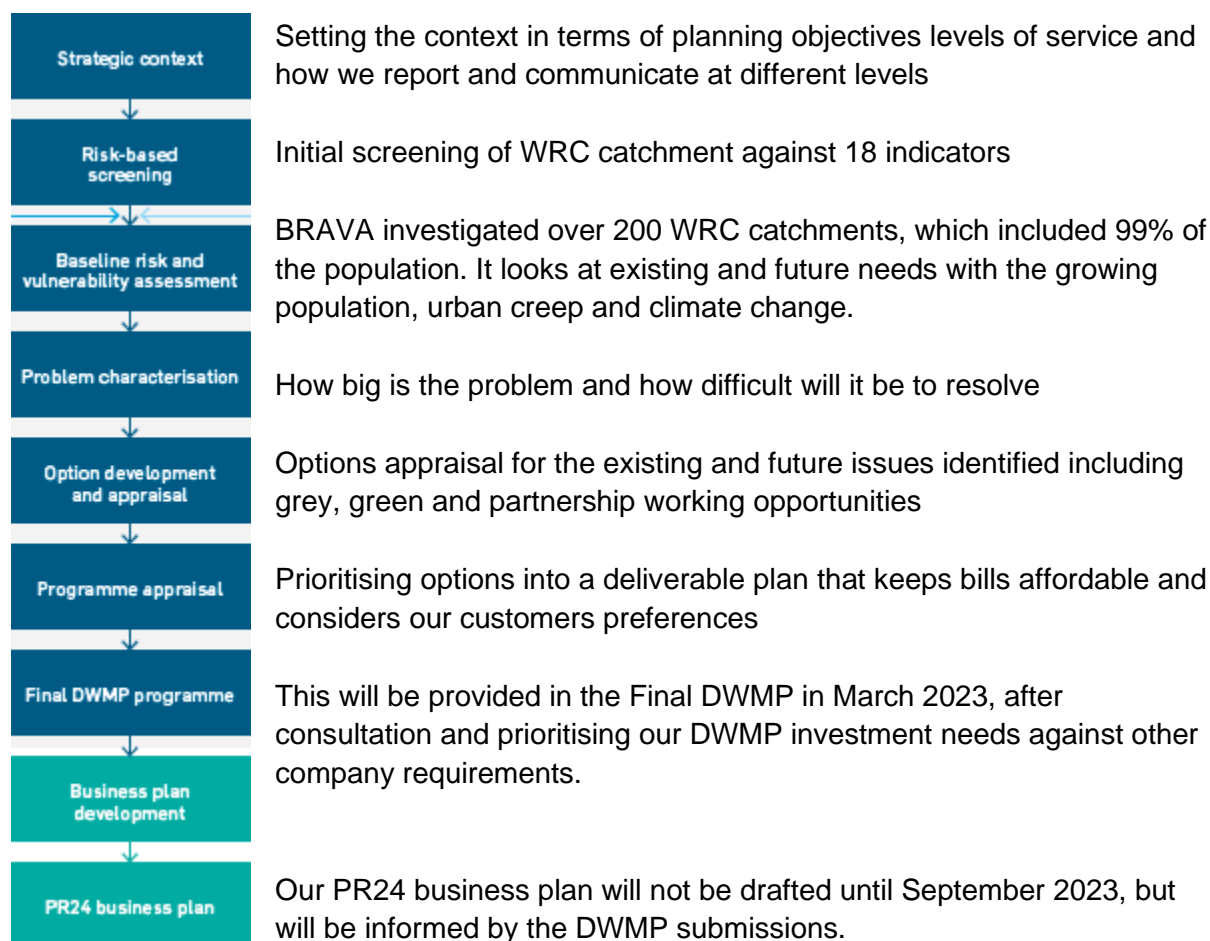 Strategic context
Setting the context in terms of planning objectives levels of service and
how we report and communicate at different levels
Risk-based
screening
Initial screening of WRC catchment against 18 indicators
Baseline risk and
vulnerability assessment
BRAVA investigated over 200 WRC catchments, which included 99% of
the population. It looks at existing and future needs with the growing
population, urban creep and climate change.
Problem characterisation
How big is the problem and how difficult will it be to resolve
Option development
and appraisal
Options appraisal for the existing and future issues identified including
grey, green and partnership working opportunities
Programme appraisal
Prioritising options into a deliverable plan that keeps bills affordable and
considers our customers preferences
Final DWMP programme
This will be provided in the Final DWMP in March 2023, after
consultation and prioritising our DWMP investment needs against other
company requirements.
Business plan
development
PR24 business plan
Our PR24 business plan will not be drafted until September 2023, but
will be informed by the DWMP submissions.